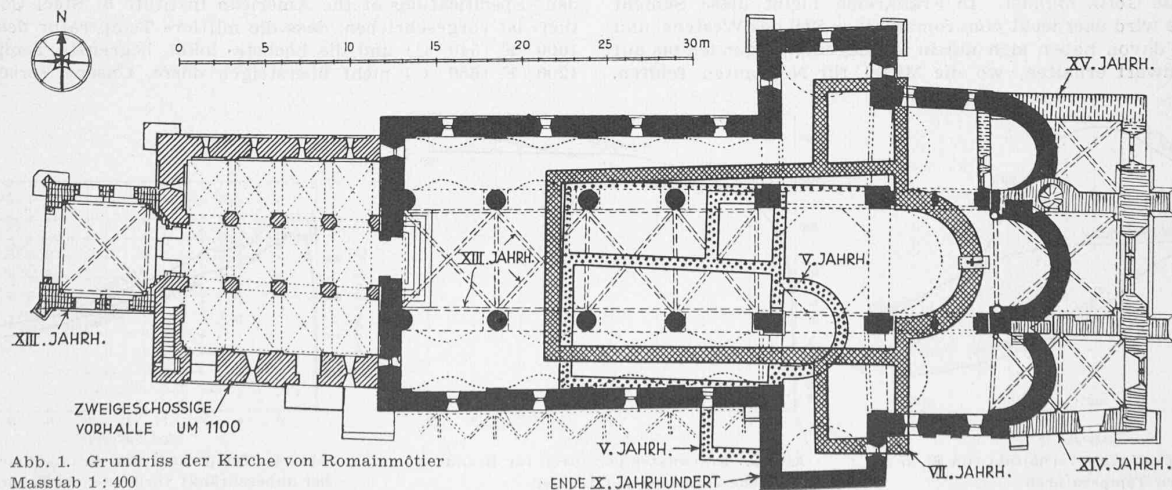 N
0 5 10 15 20 25 30 m
XV. JAHRH.
XIII. JAHRH.
V. JAHRH.
XIII. JAHRH.
ZWEIGESCHOSSIGE
VORHALLE UM 1100
V. JAHRH.
VII. JAHRH.
XIV. JAHRH.
ENDE X. JAHRHUNDERT
Abb. 1. Grundriss der Kirche von Romainmôtier
Masstab 1 : 400